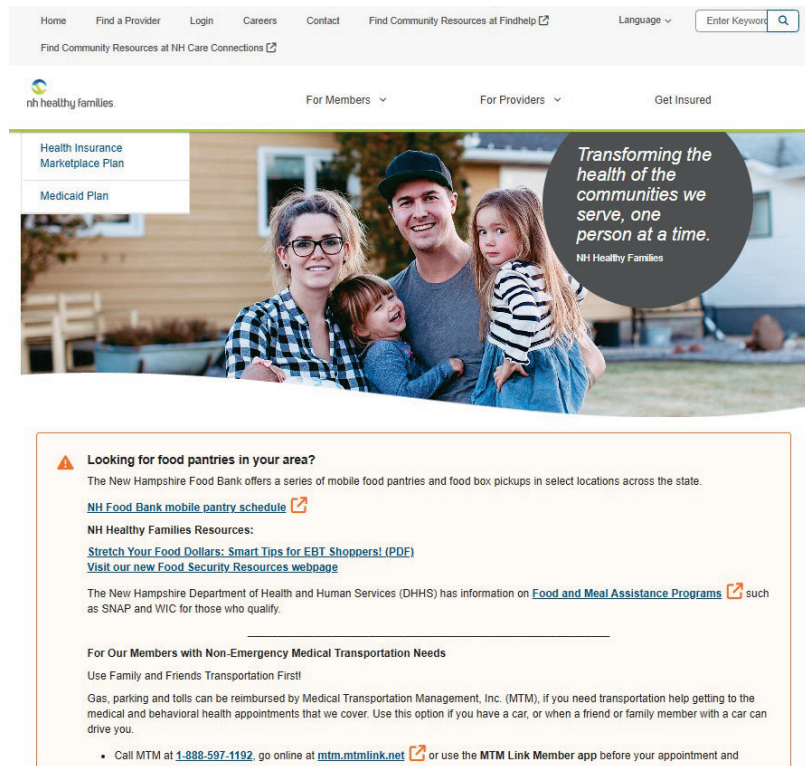 Home Find a Provider Login Careers Contact Find Community Resources at Findhelp Language
Find Community Resources at NH Care Connections
Enter Keyword
nh healthy families
For Members For Providers Get Insured
Health Insurance
Marketplace Plan
Medicaid Plan
Transforming the
health of the
communities we
serve, one
person at a time.
NH Healthy Families
Looking for food pantries in your area?
The New Hampshire Food Bank offers a series of mobile food pantries and food box pickups in select locations across the state.
NH Food Bank mobile pantry schedule
NH Healthy Families Resources:
Stretch Your Food Dollars: Smart Tips for EBT Shoppers! (PDF)
Visit our new Food Security Resources webpage
The New Hampshire Department of Health and Human Services (DHHS) has information on Food and Meal Assistance Programs such
as SNAP and WIC for those who qualify.
For Our Members with Non-Emergency Medical Transportation Needs
Use Family and Friends Transportation First!
Gas, parking and tolls can be reimbursed by Medical Transportation Management, Inc. (MTM), if you need transportation help getting to the
medical and behavioral health appointments that we cover. Use this option if you have a car, or when a friend or family member with a car can
drive you.
• Call MTM at 1-888-597-1192, go online at mtm.mtmlink.net or use the MTM Link Member app before your appointment and